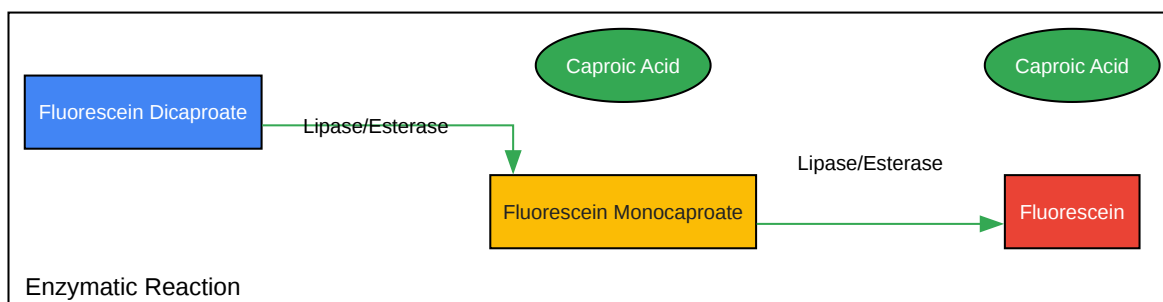 Caproic Acid
Caproic Acid
Fluorescein Dicaproate
Lipase/Esterase
Lipase/Esterase
Fluorescein Monocaproate
Fluorescein
Enzymatic Reaction